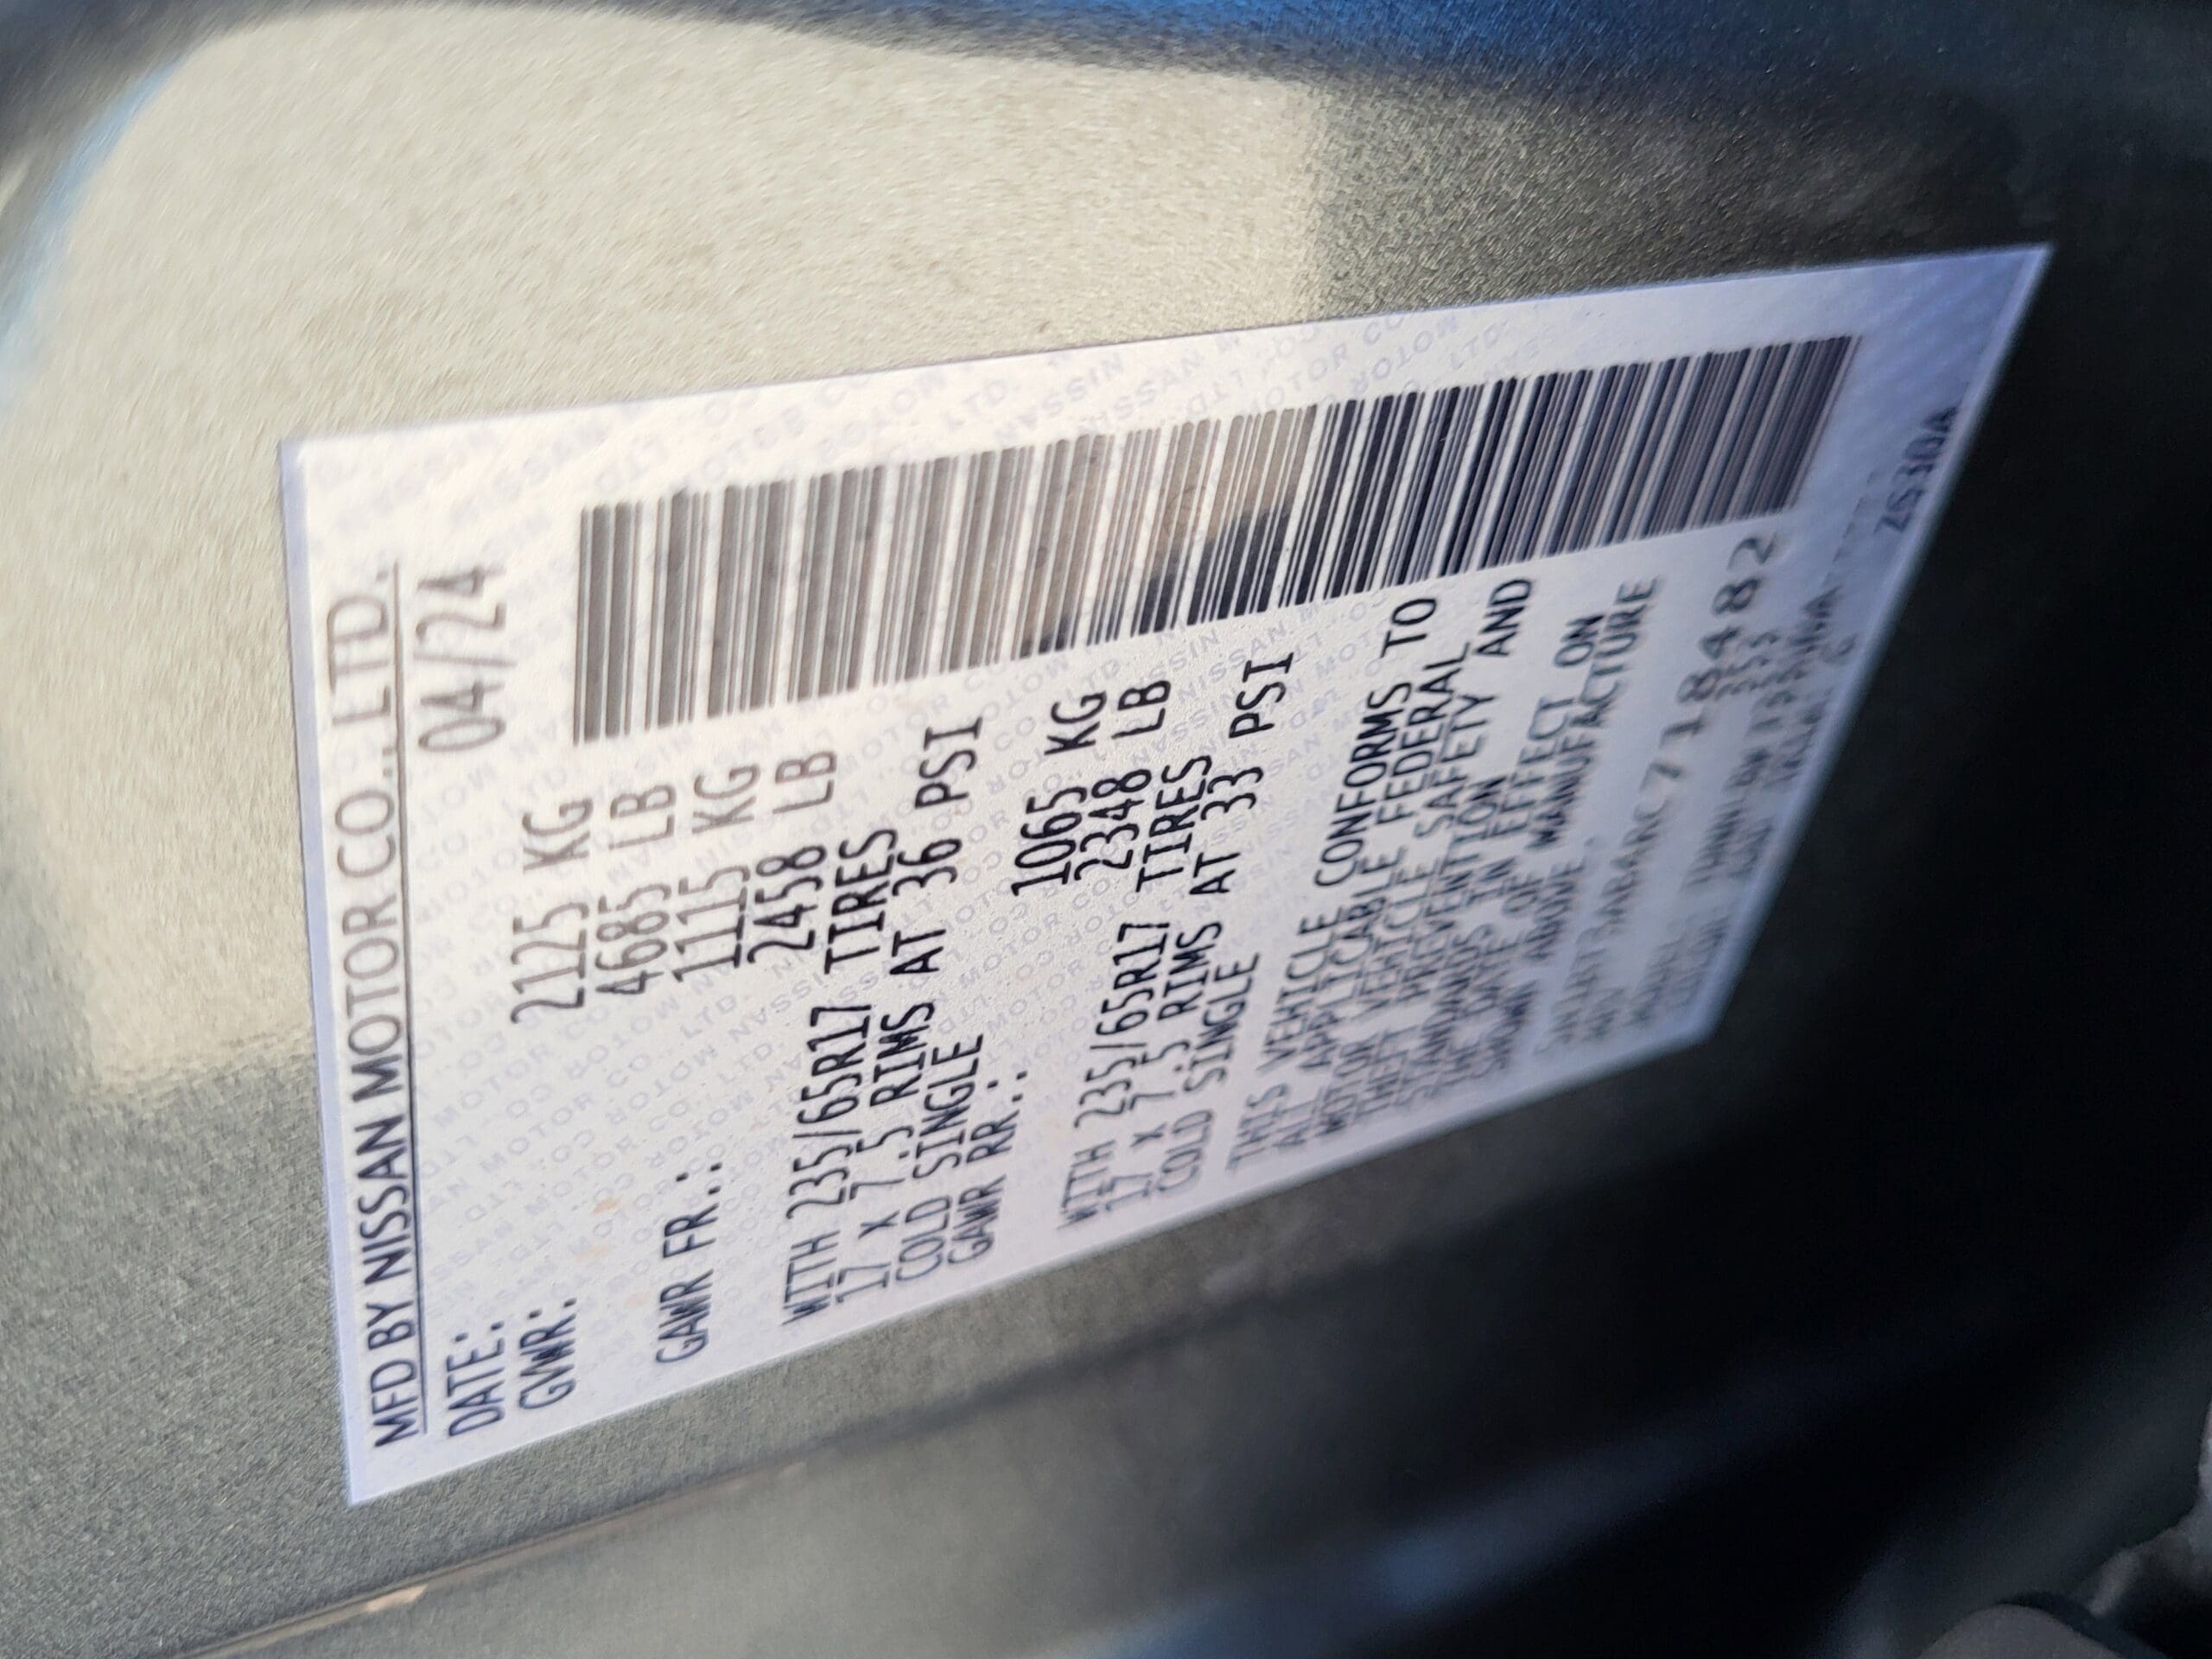 MFD BY NISSAN MOTOR CO., LTD.
DATE: 04/24
GVWR: 2125 KG
4685 LB
GAWR FR.: 1115 KG
2458 LB
WITH 235/65R17 TIRES
17 x 7.5 RIMS AT 36 PSI
COLD SINGLE
GAWR RR.: 1065 KG
2348 LB
WITH 235/65R17 TIRES
17 x 7.5 RIMS AT 33 PSI
COLD SINGLE
THIS VEHICLE CONFORMS TO
ALL APPLICABLE FEDERAL
MOTOR VEHICLE SAFETY AND
THEFT PREVENTION
STANDARDS IN EFFECT ON
THE DATE OF MANUFACTURE
SHOWN ABOVE.
MPV
MODEL: